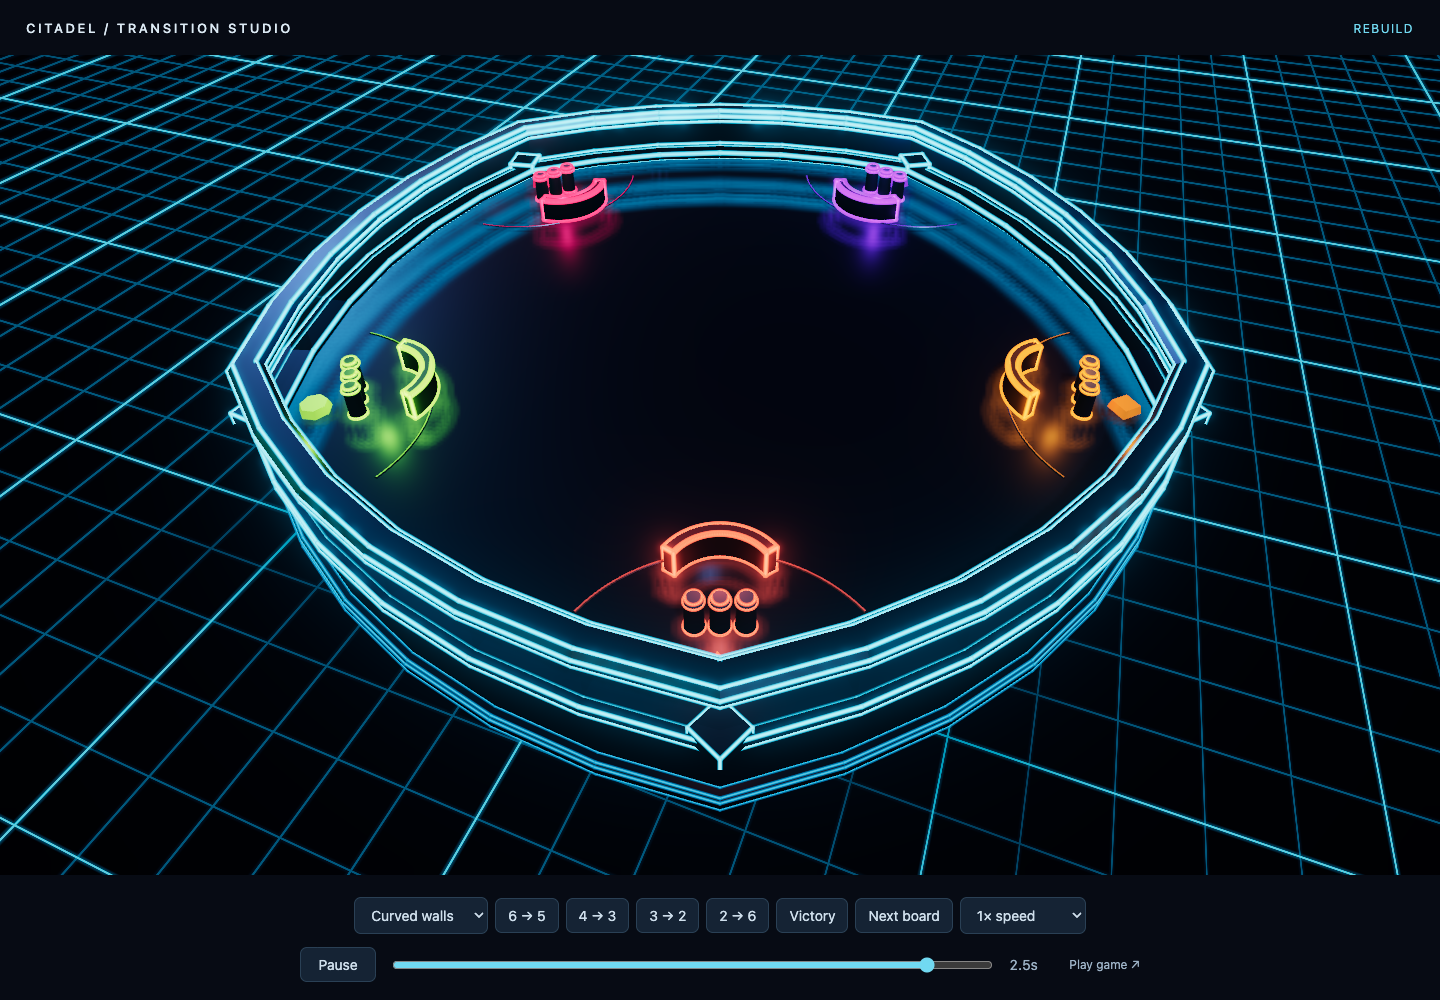 CITADEL / TRANSITION STUDIO
REBUILD
Curved walls
6 → 5
4 → 3
3 → 2
2 → 6
Victory
Next board
1× speed
Pause
2.5s
Play game ↗